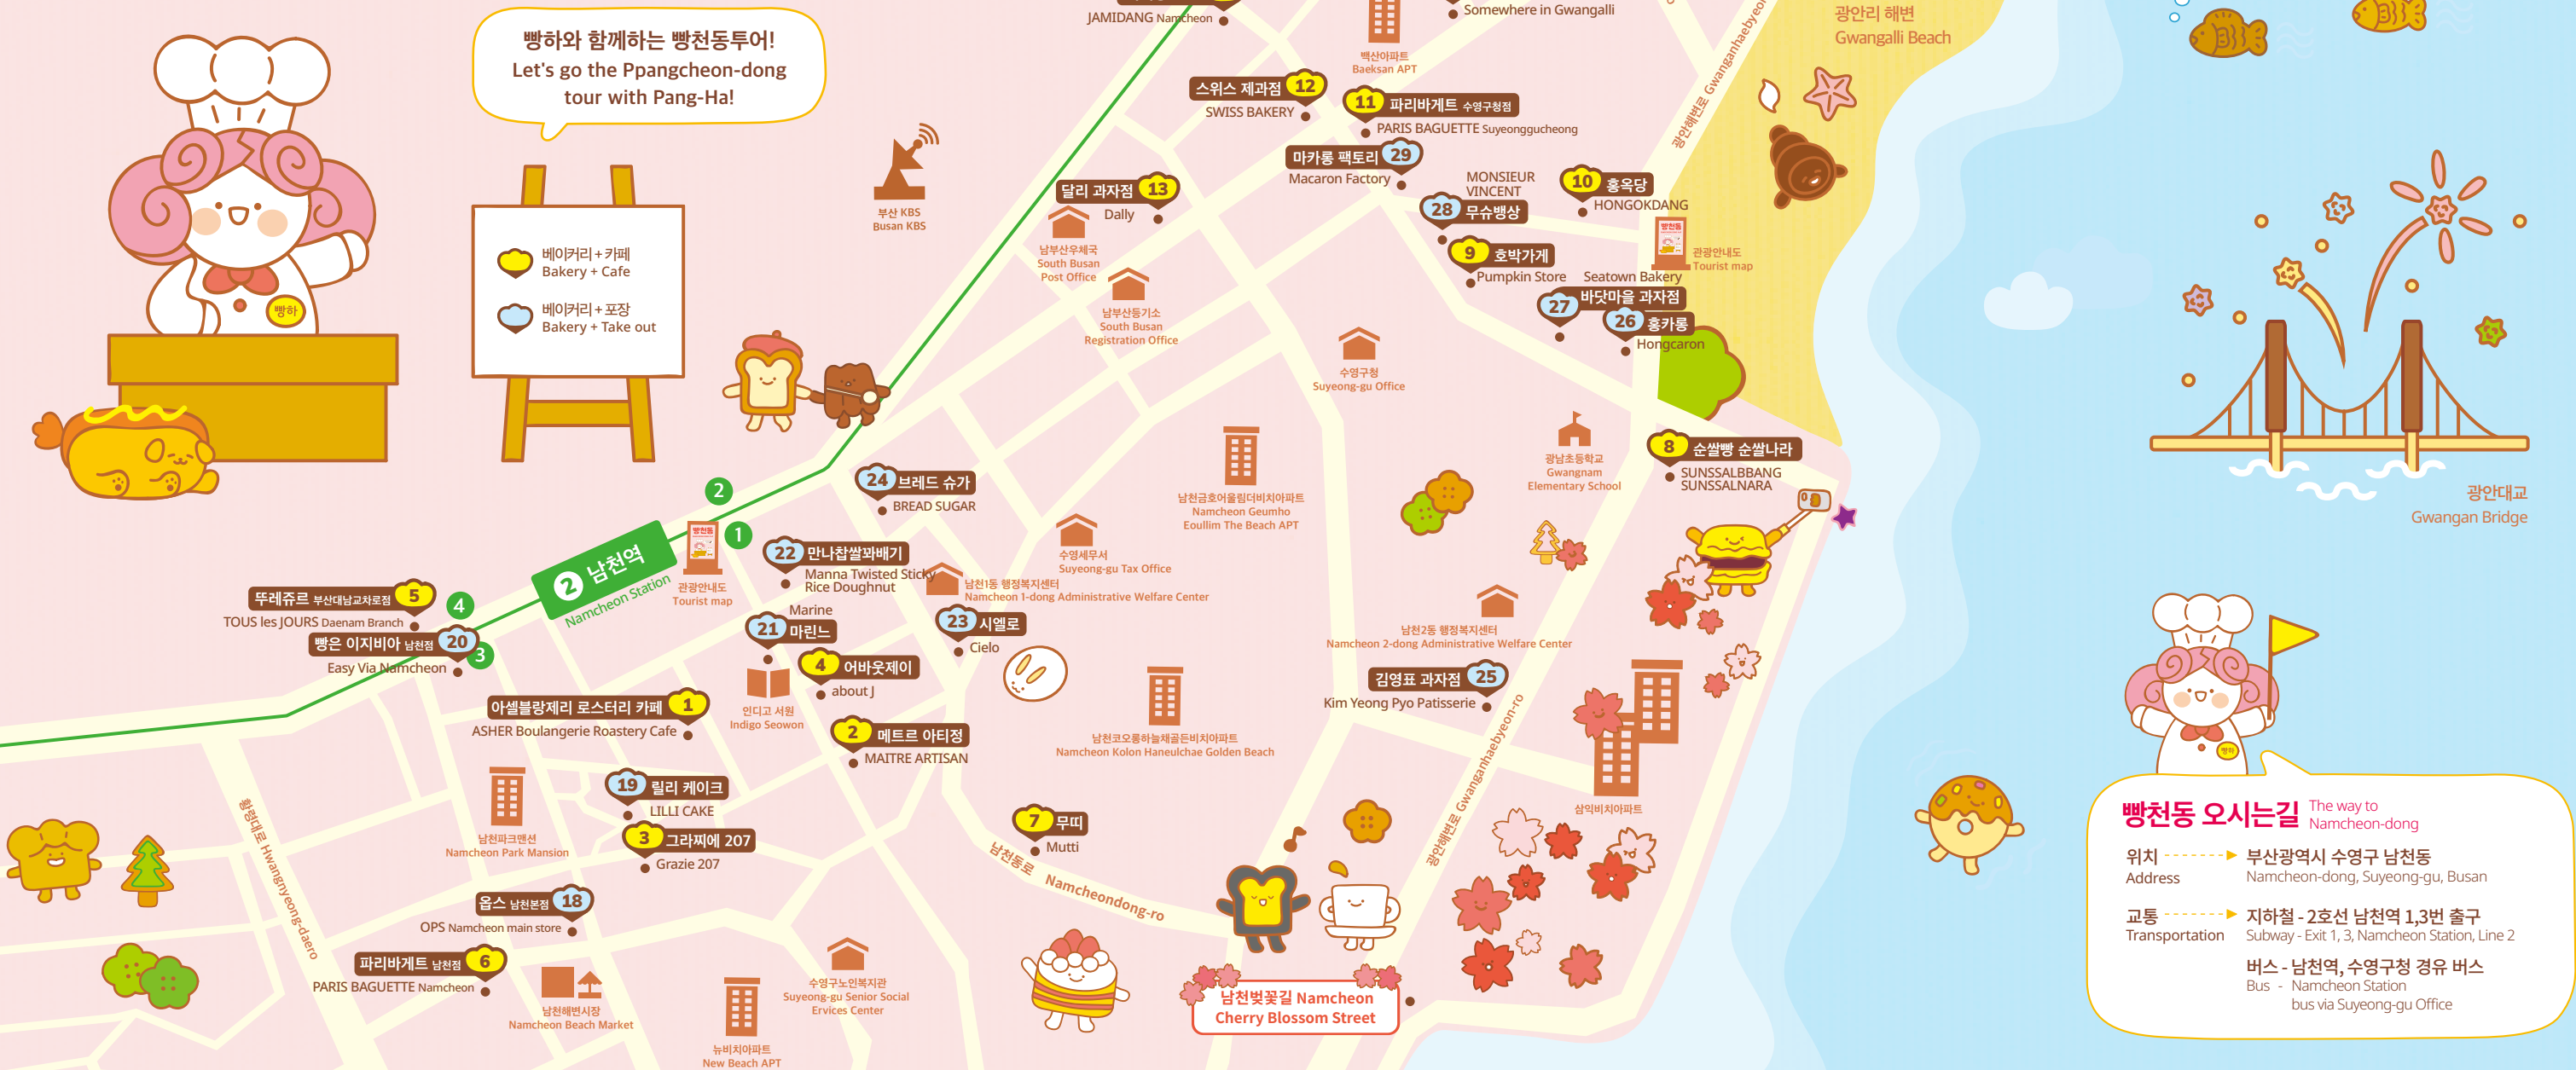 JAMIDANG Namcheon
Somewhere in Gwangalli
광안리 해변
Gwangalli Beach
빵하와 함께하는 빵천동투어!
Let's go the Ppangcheon-dong
tour with Pang-Ha!
빵하
베이커리 + 카페
Bakery + Cafe
베이커리 + 포장
Bakery + Take out
부산 KBS
Busan KBS
백산아파트
Baeksan APT
광안해변로 Gwanganhaebyeon
스위스 제과점 12
SWISS BAKERY
11 파리바게트 수영구청점
PARIS BAGUETTE Suyeonggucheong
마카롱 팩토리 29
Macaron Factory
달리 과자점 13
Dally
MONSIEUR
VINCENT
28 무슈뱅상
10 홍옥당
HONGOKDANG
9 호박가게
Pumpkin Store
Seatown Bakery
27 바닷마을 과자점
26 홍카롱
Hongcaron
빵천동
관광안내도
Tourist map
남부산우체국
South Busan
Post Office
남부산등기소
South Busan
Registration Office
수영구청
Suyeong-gu Office
광남초등학교
Gwangnam
Elementary School
8 순쌀빵 순쌀나라
SUNSSALBBANG
SUNSSALNARA
광안대교
Gwangan Bridge
24 브레드 슈가
BREAD SUGAR
남천금호어울림더비치아파트
Namcheon Geumho
Eoullim The Beach APT
2
1
2 남천역
Namcheon Station
빵천동
관광안내도
Tourist map
22 만나찹쌀꽈배기
Manna Twisted Sticky
Rice Doughnut
수영세무서
Suyeong-gu Tax Office
남천1동 행정복지센터
Namcheon 1-dong Administrative Welfare Center
뚜레쥬르 부산대남교차로점 5
TOUS les JOURS Daenam Branch
4
빵은 이지비아 남천점 20
3
Easy Via Namcheon
Marine
21 마린느
23 시엘로
Cielo
4 어바웃제이
about J
남천2동 행정복지센터
Namcheon 2-dong Administrative Welfare Center
김영표 과자점 25
Kim Yeong Pyo Patisserie
아셀블랑제리 로스터리 카페 1
ASHER Boulangerie Roastery Cafe
인디고 서원
Indigo Seowon
2 메트르 아티정
MAITRE ARTISAN
남천코오롱하늘채골든비치아파트
Namcheon Kolon Haneulchae Golden Beach
광안해변로 Gwanganhaebyeon-ro
삼익비치아파트
황령대로 Hwangnyeong-daero
남천파크맨션
Namcheon Park Mansion
19 릴리 케이크
LILLI CAKE
3 그라찌에 207
Grazie 207
7 무띠
Mutti
남천동로 Namcheondong-ro
옵스 남천본점 18
OPS Namcheon main store
파리바게트 남천점 6
PARIS BAGUETTE Namcheon
남천해변시장
Namcheon Beach Market
뉴비치아파트
New Beach APT
수영구노인복지관
Suyeong-gu Senior Social
Ervices Center
남천벚꽃길 Namcheon
Cherry Blossom Street
빵하
빵천동 오시는길 The way to
Namcheon-dong
위치 부산광역시 수영구 남천동
Address Namcheon-dong, Suyeong-gu, Busan
교통 지하철 - 2호선 남천역 1,3번 출구
Transportation Subway - Exit 1, 3, Namcheon Station, Line 2
버스 - 남천역, 수영구청 경유 버스
Bus - Namcheon Station
bus via Suyeong-gu Office